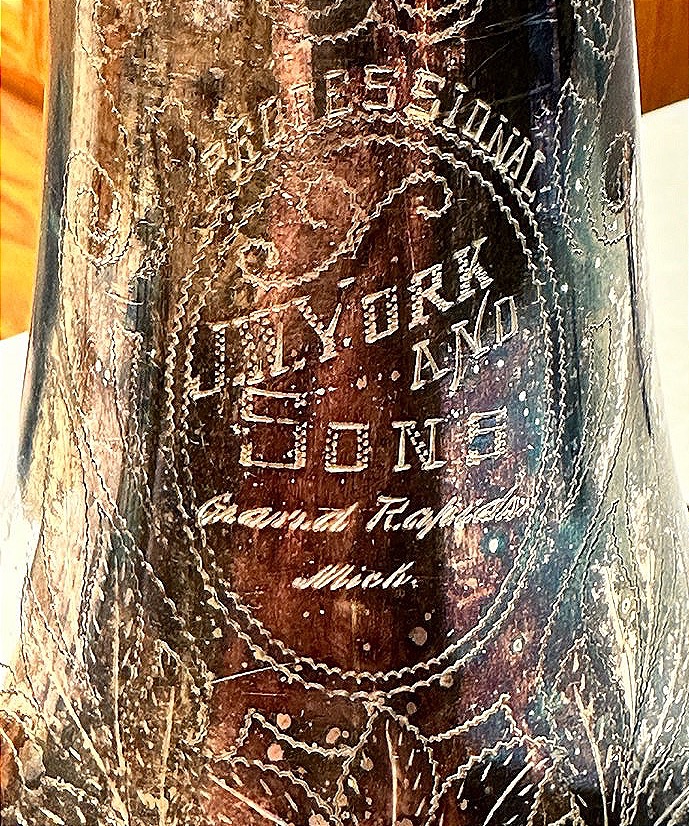 PROFESSIONAL
J.W. YORK
AND
SONS
Grand Rapids
Mich.